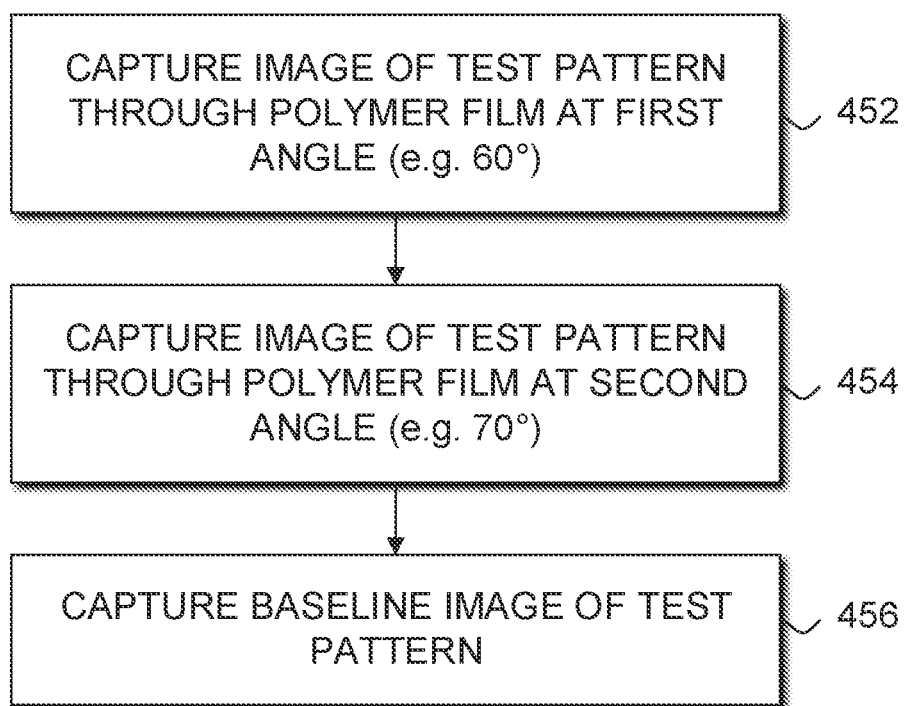 CAPTURE IMAGE OF TEST PATTERN
THROUGH POLYMER FILM AT FIRST
ANGLE (e.g. 60°)
452
CAPTURE IMAGE OF TEST PATTERN
THROUGH POLYMER FILM AT SECOND
ANGLE (e.g. 70°)
454
CAPTURE BASELINE IMAGE OF TEST
PATTERN
456